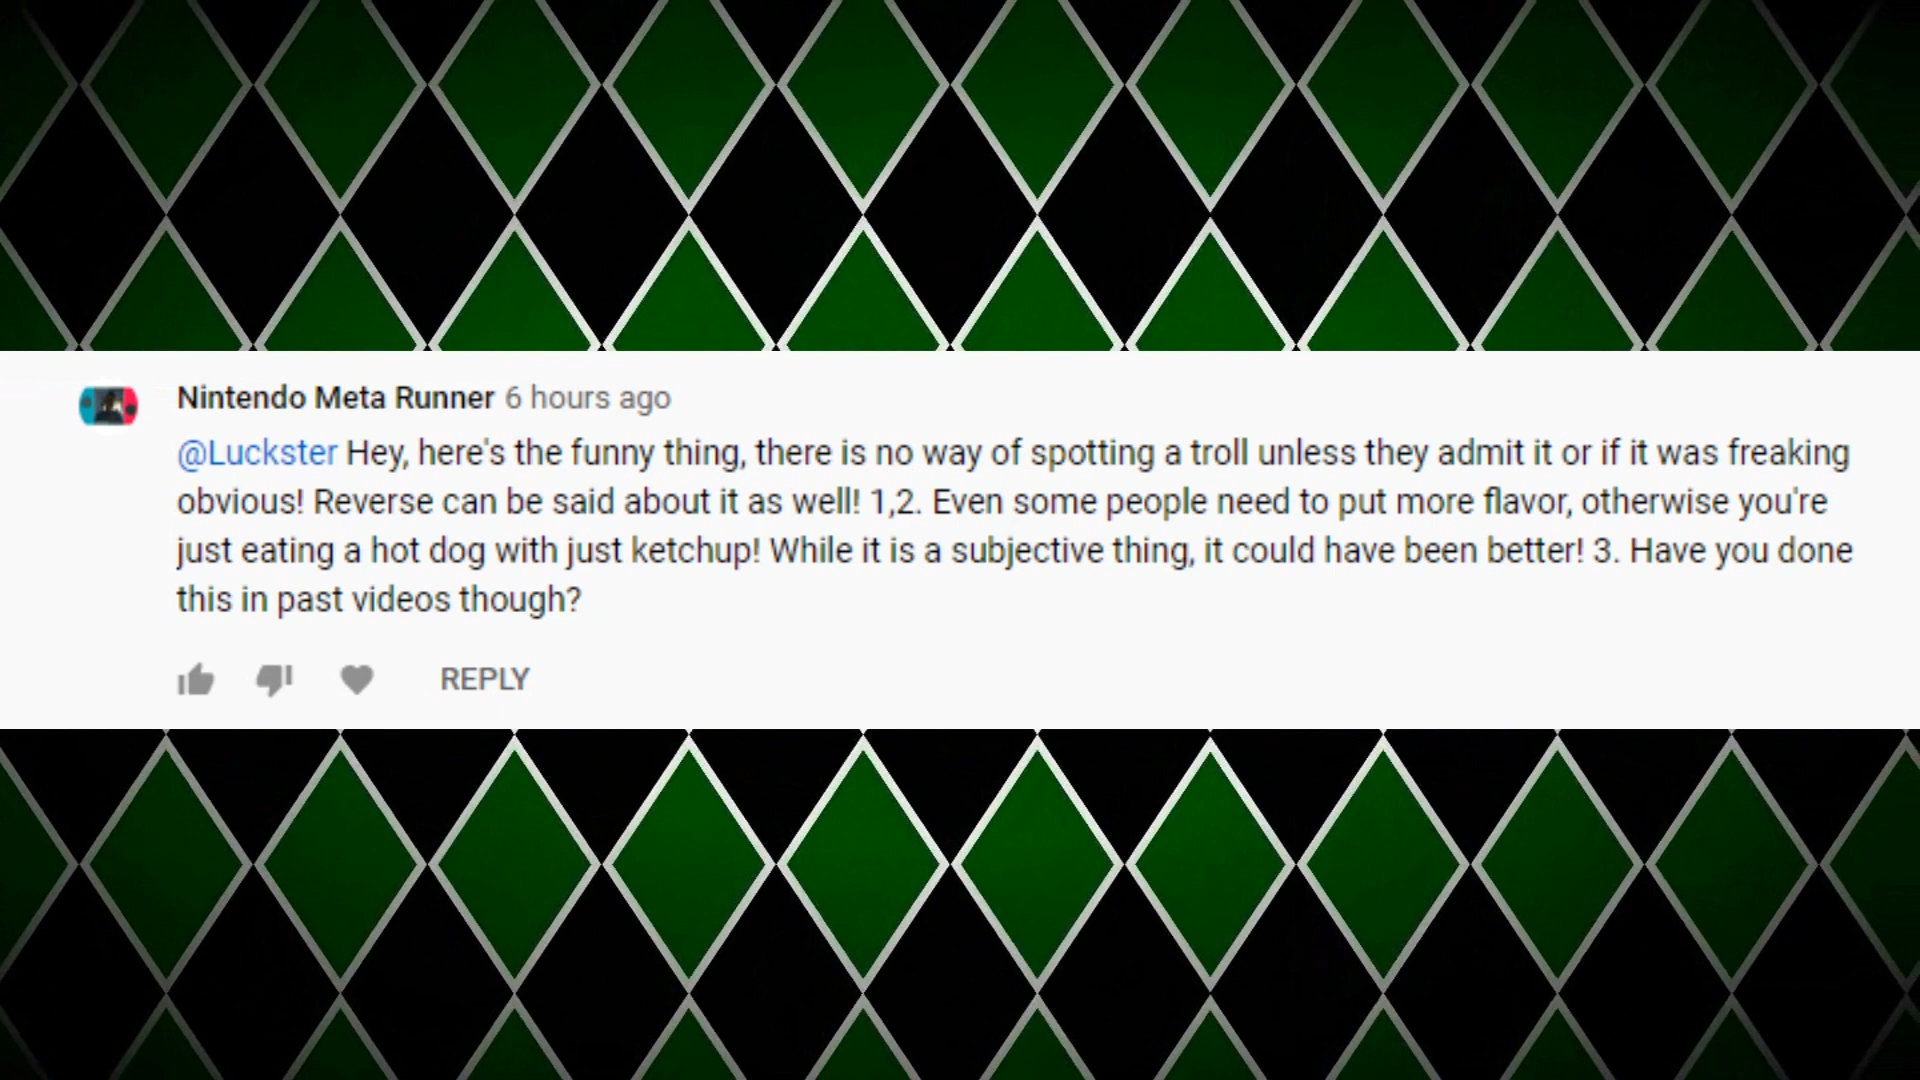 Nintendo Meta Runner 6 hours ago
@Luckster Hey, here's the funny thing, there is no way of spotting a troll unless they admit it or if it was freaking
obvious! Reverse can be said about it as well! 1,2. Even some people need to put more flavor, otherwise you're
just eating a hot dog with just ketchup! While it is a subjective thing, it could have been better! 3. Have you done
this in past videos though?
REPLY